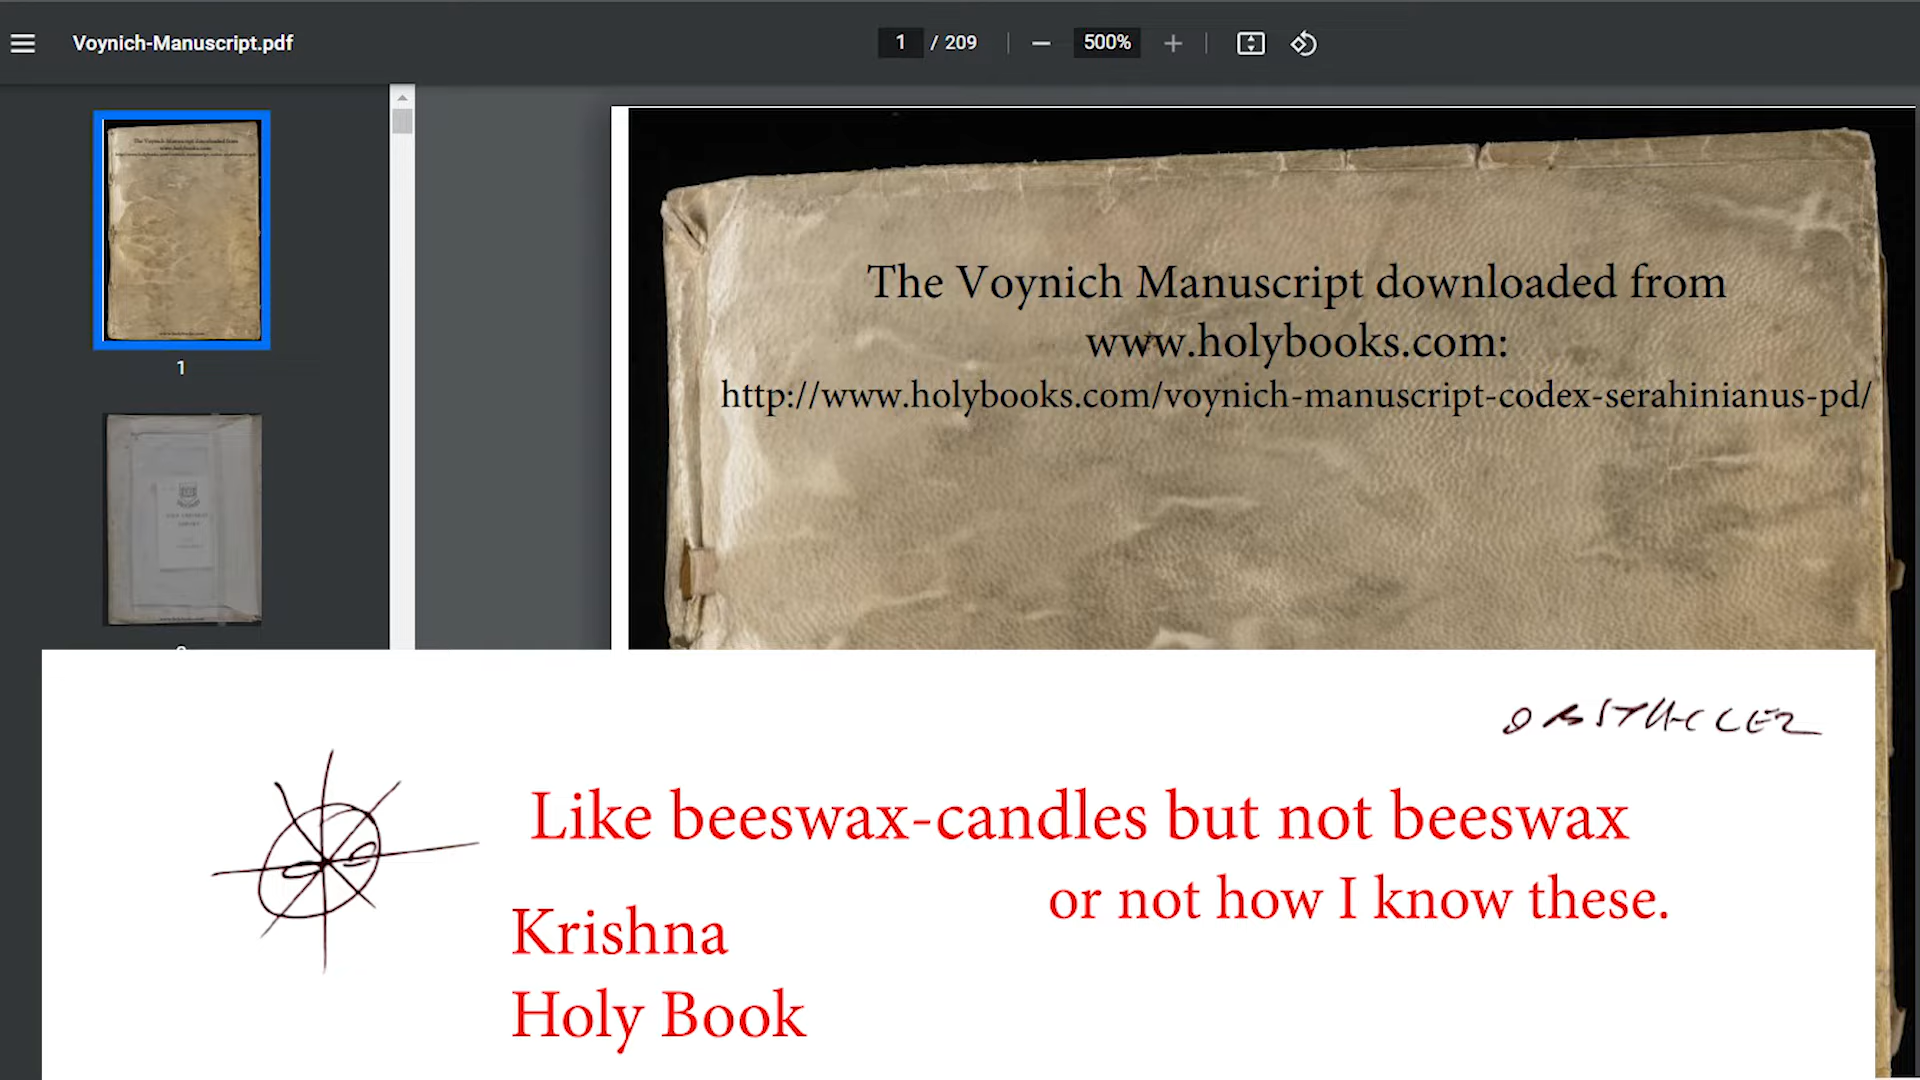 Voynich-Manuscript.pdf
1 / 209
500%
1
The Voynich Manuscript downloaded from
www.holybooks.com:
http://www.holybooks.com/voynich-manuscript-codex-serahinianus-pd/
Like beeswax-candles but not beeswax
or not how I know these.
Krishna
Holy Book